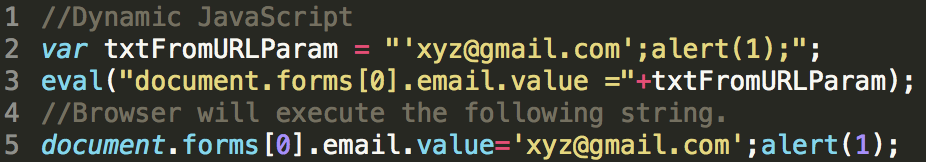 1 //Dynamic JavaScript
2 var txtFromURLParam = "'xyz@gmail.com';alert(1);";
3 eval("document.forms[0].email.value ="+txtFromURLParam);
4 //Browser will execute the following string.
5 document.forms[0].email.value='xyz@gmail.com';alert(1);